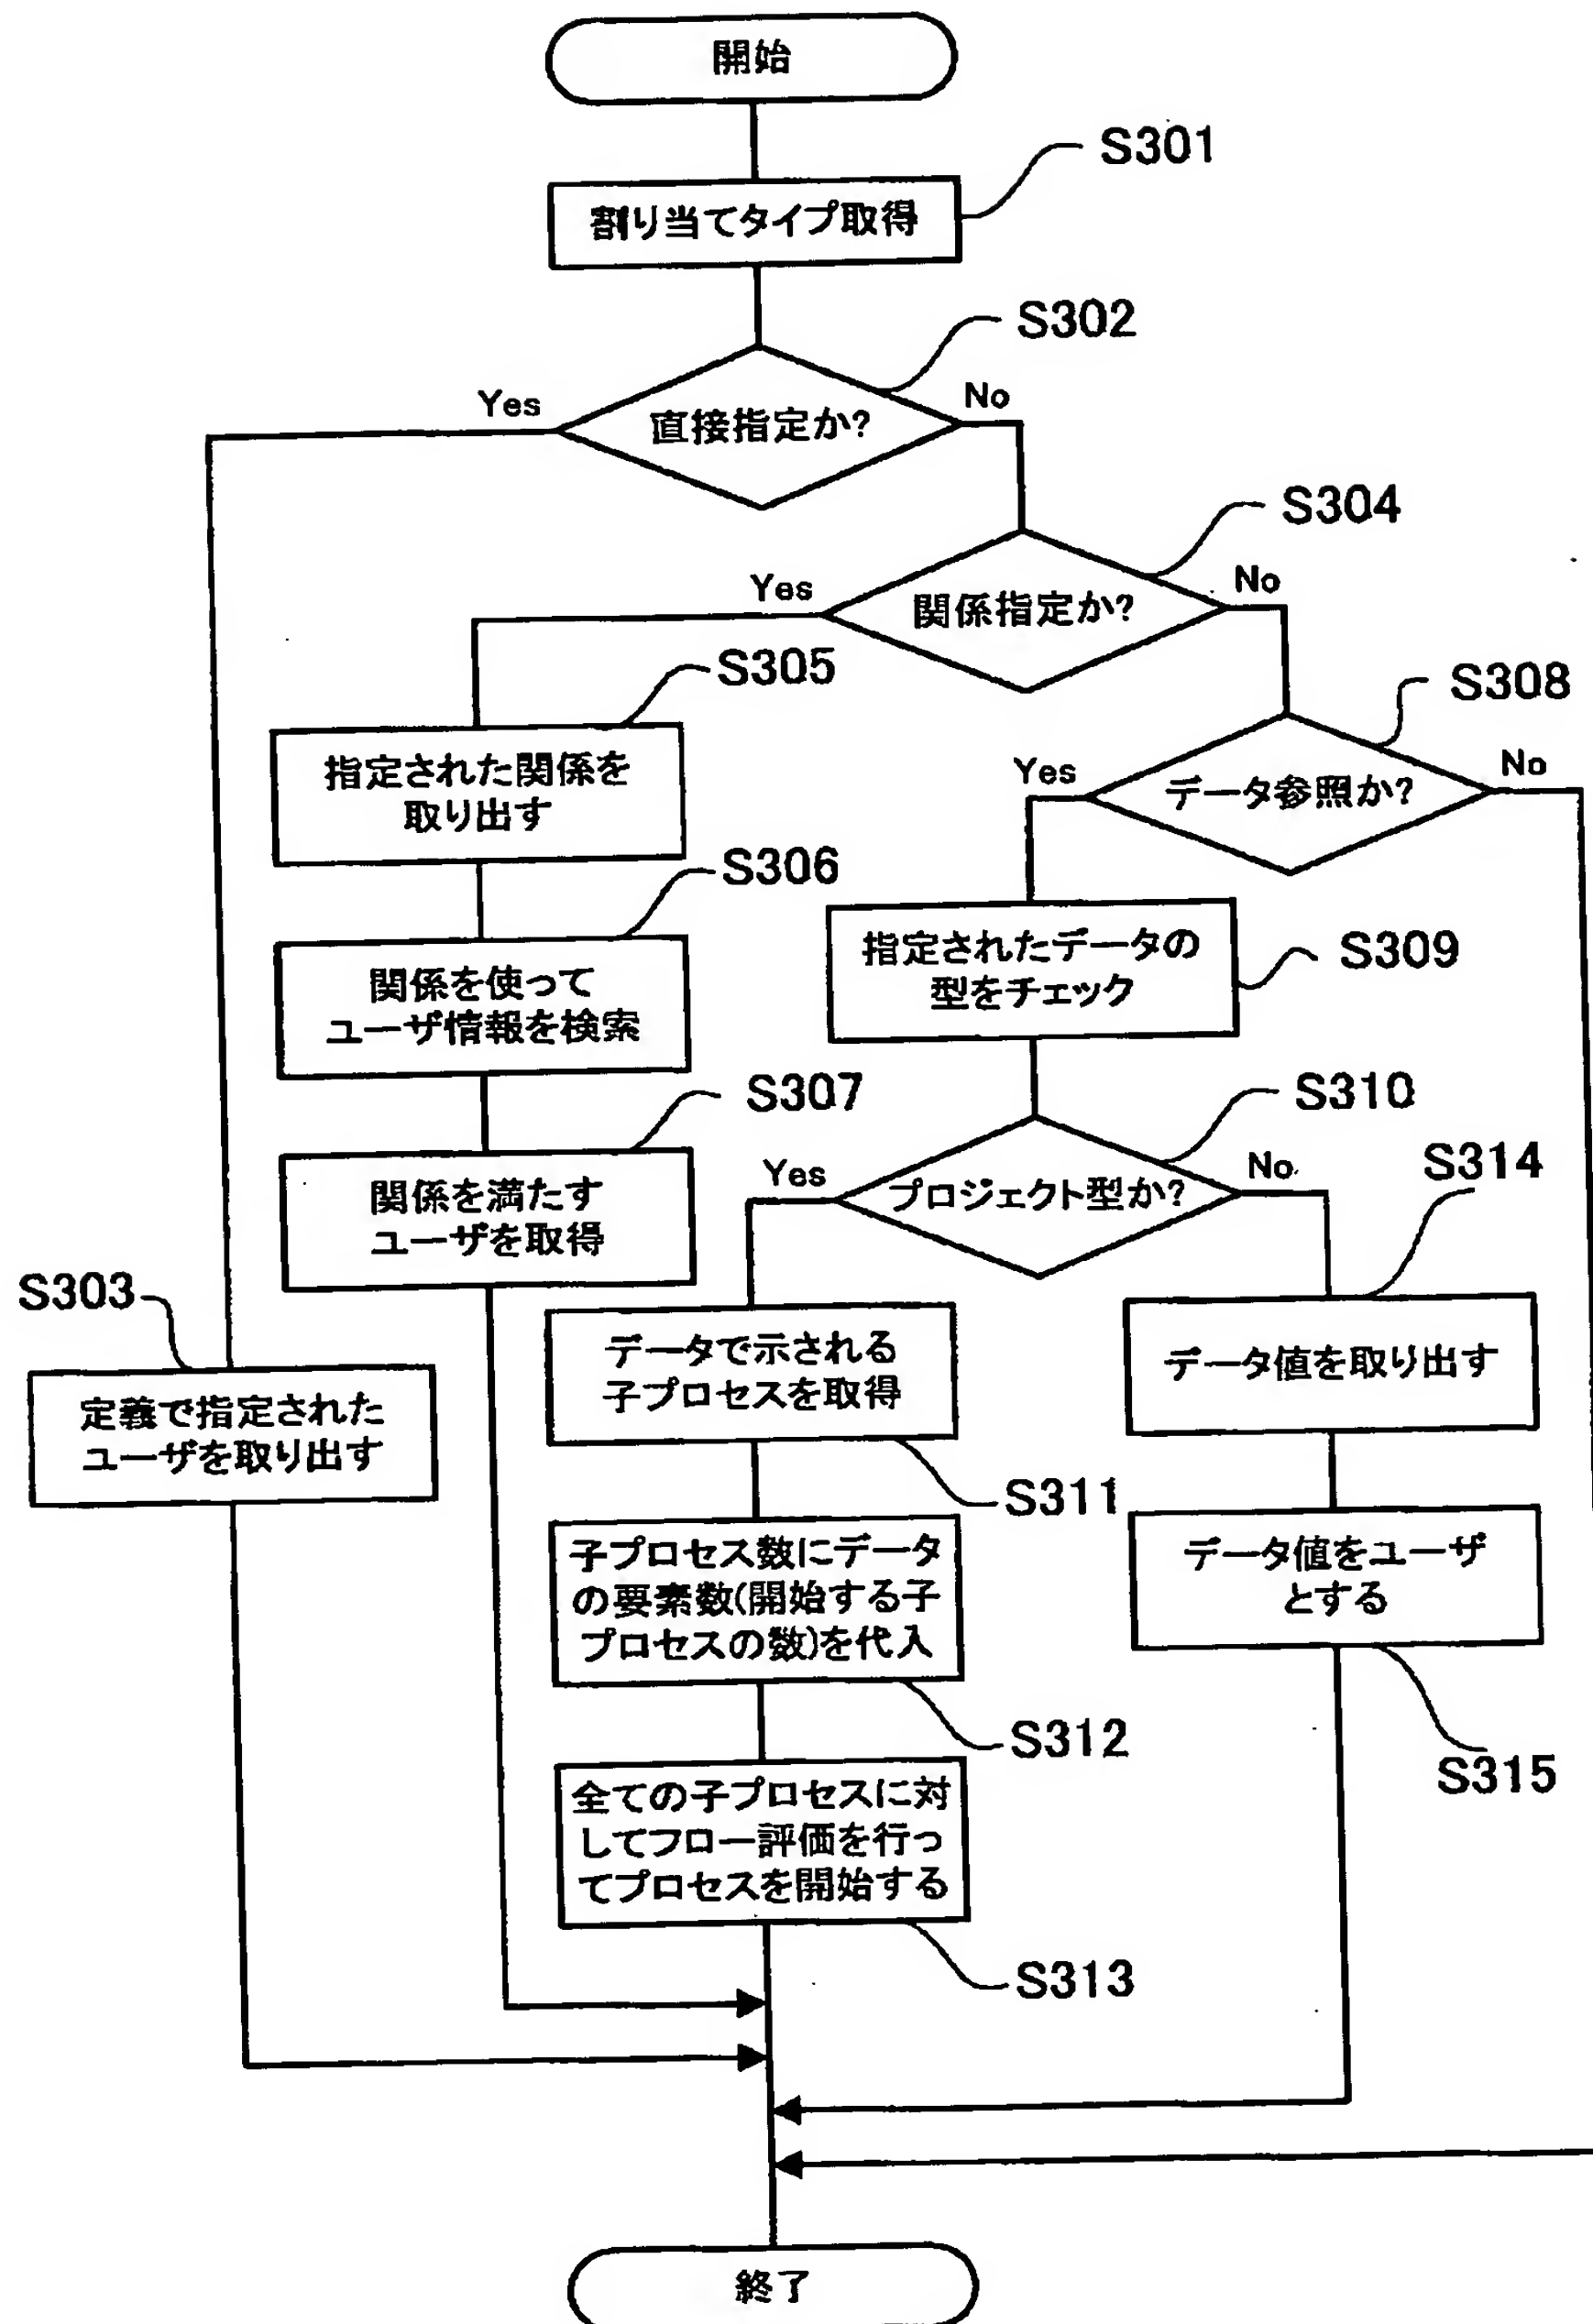 開始
S301
割り当てタイプ取得
S302
Yes
No
直接指定か?
S304
Yes
No
関係指定か?
S305
S308
指定された関係を
取り出す
Yes
No
データ参照か?
S306
指定されたデータの
型をチェック
S309
関係を使って
ユーザ情報を検索
S307
S310
関係を満たす
ユーザを取得
Yes
No
プロジェクト型か?
S314
S303
データで示される
子プロセスを取得
データ値を取り出す
定義で指定された
ユーザを取り出す
S311
子プロセス数にデータ
の要素数(開始する子
プロセスの数)を代入
データ値をユーザ
とする
S312
S315
全ての子プロセスに対
してフロー評価を行っ
てプロセスを開始する
S313
終了